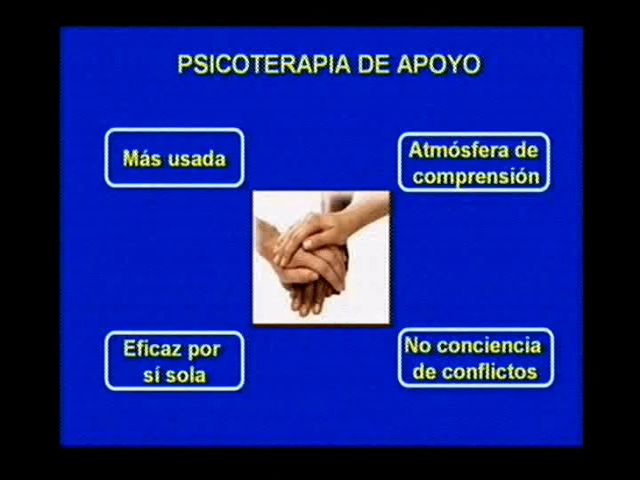 PSICOTERAPIA DE APOYO
Más usada
Atmósfera de
comprensión
Eficaz por
sí sola
No conciencia
de conflictos